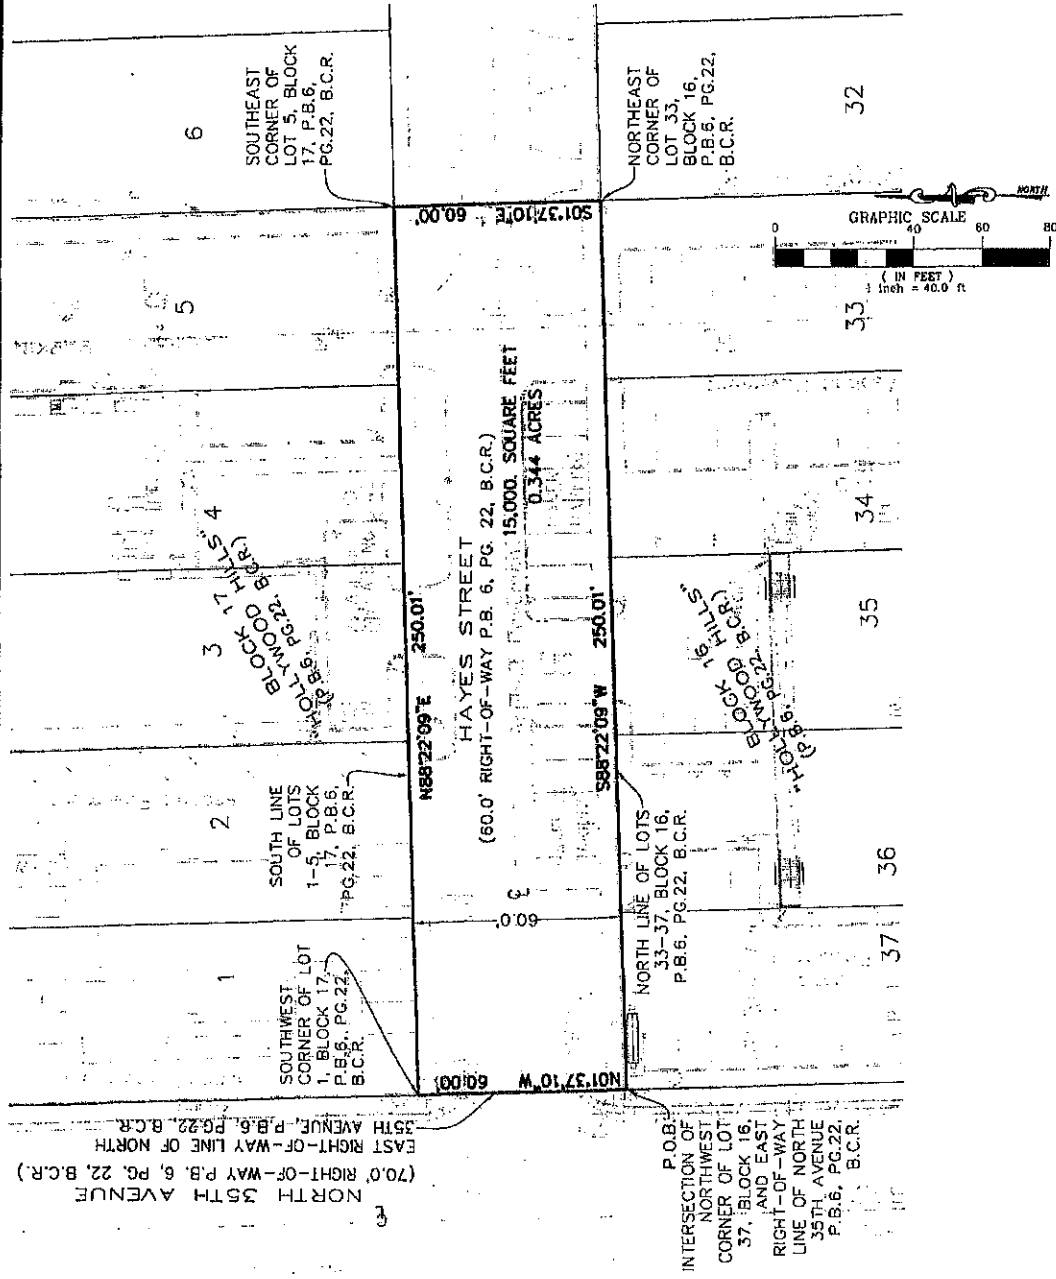 6
SOUTHEAST
CORNER OF
LOT 5, BLOCK
17, P.B.6,
PG.22, B.C.R.
NORTHEAST
CORNER OF
LOT 33,
BLOCK 16,
P.B.6, PG.22,
B.C.R.
32
NORTH
GRAPHIC SCALE
0 40 60 80
( IN FEET )
1 inch = 40.0 ft
S01°37'10"E 60.00'
5
33
15,000. SQUARE FEET
0.344 ACRES
HAYES STREET
(60.0' RIGHT-OF-WAY P.B. 6, PG. 22, B.C.R.)
4
BLOCK 17
"HOLLYWOOD HILLS"
(P.B.6, PG.22, B.C.R.)
34
3
N88°22'09"E 250.01'
S88°22'09"W 250.01'
BLOCK 16
"HOLLYWOOD HILLS"
(P.B.6, PG.22, B.C.R.)
35
2
SOUTH LINE
OF LOTS
1-5, BLOCK
17, P.B.6,
PG.22, B.C.R.
60.0'
NORTH LINE OF LOTS
33-37, BLOCK 16,
P.B.6, PG.22, B.C.R.
36
1
SOUTHWEST
CORNER OF LOT
1, BLOCK 17,
P.B.6, PG.22,
B.C.R.
37
N01°37'10"W 60.00'
NORTH 35TH AVENUE
(70.0' RIGHT-OF-WAY P.B. 6, PG. 22, B.C.R.)
EAST RIGHT-OF-WAY LINE OF NORTH
35TH AVENUE, P.B.6, PG.22, B.C.R.
P.O.B.
INTERSECTION OF
NORTHWEST
CORNER OF LOT
37, BLOCK 16,
AND EAST
RIGHT-OF-WAY
LINE OF NORTH
35TH AVENUE
P.B.6, PG.22,
B.C.R.